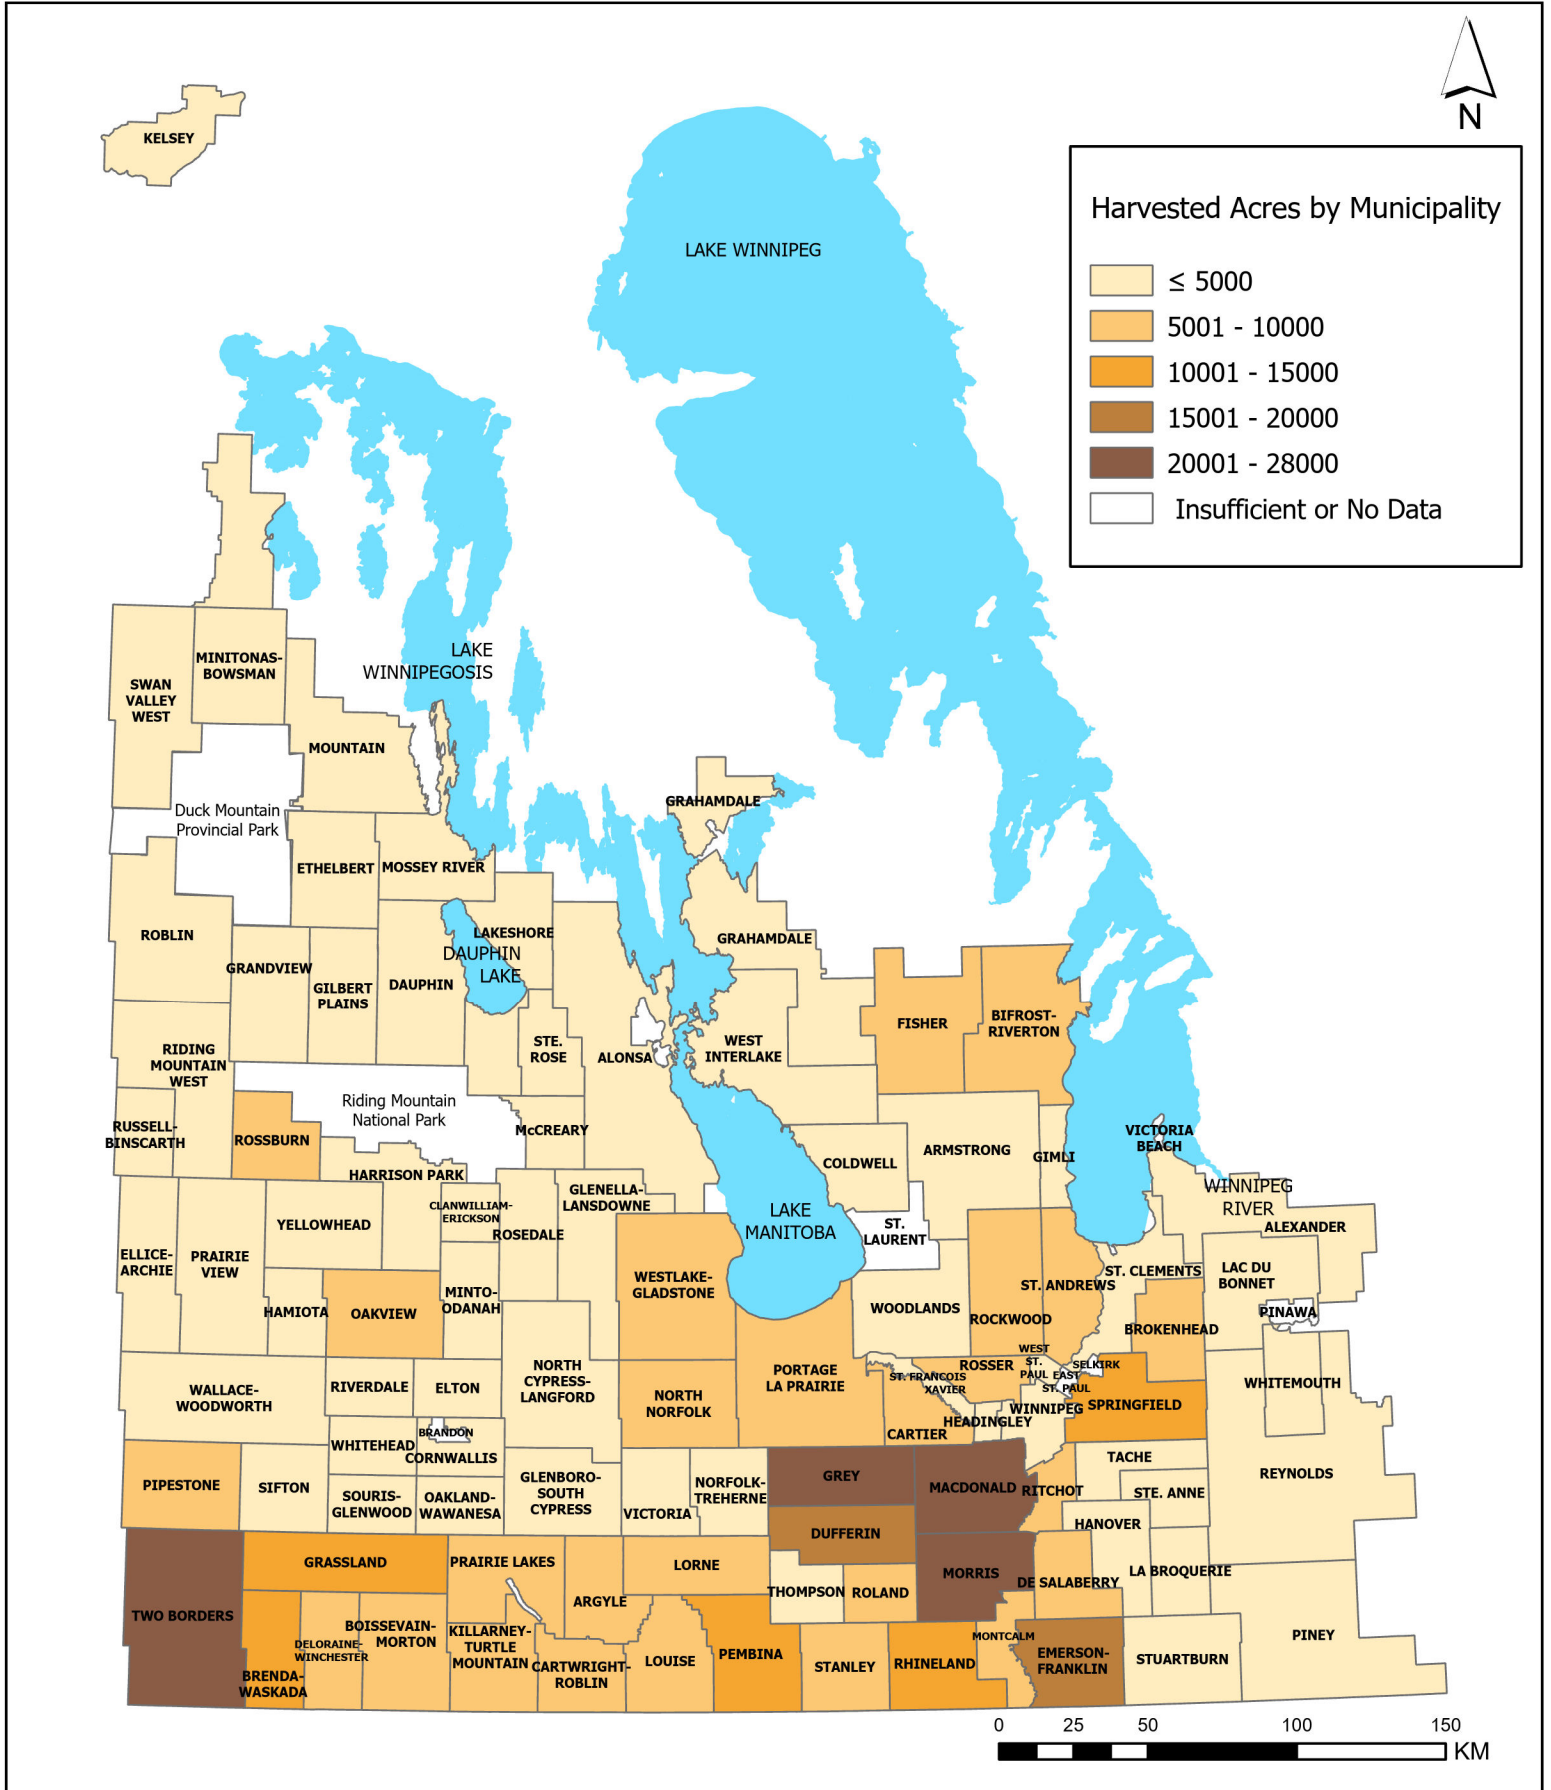 N
Harvested Acres by Municipality
≤ 5000
5001 - 10000
10001 - 15000
15001 - 20000
20001 - 28000
Insufficient or No Data
KELSEY
LAKE WINNIPEG
LAKE
WINNIPEGOSIS
MINITONAS-
BOWSMAN
SWAN
VALLEY
WEST
MOUNTAIN
Duck Mountain
Provincial Park
GRAHAMDALE
ETHELBERT
MOSSEY RIVER
ROBLIN
LAKESHORE
DAUPHIN
LAKE
GRAHAMDALE
GRANDVIEW
GILBERT
PLAINS
DAUPHIN
FISHER
BIFROST-
RIVERTON
STE.
ROSE
ALONSA
WEST
INTERLAKE
RIDING
MOUNTAIN
WEST
Riding Mountain
National Park
RUSSELL-
BINSCARTH
ROSSBURN
McCREARY
VICTORIA
BEACH
ARMSTRONG
GIMLI
COLDWELL
HARRISON PARK
GLENELLA-
LANSDOWNE
WINNIPEG
RIVER
CLANWILLIAM-
ERICKSON
ROSEDALE
YELLOWHEAD
LAKE
MANITOBA
ST.
LAURENT
ALEXANDER
ELLICE-
ARCHIE
PRAIRIE
VIEW
ST. CLEMENTS
LAC DU
BONNET
WESTLAKE-
GLADSTONE
ST. ANDREWS
MINTO-
ODANAH
HAMIOTA
OAKVIEW
WOODLANDS
ROCKWOOD
PINAWA
BROKENHEAD
WEST
ST.
PAUL
EAST
ST. PAUL
SELKIRK
ROSSER
NORTH
CYPRESS-
LANGFORD
PORTAGE
LA PRAIRIE
ST. FRANCOIS
XAVIER
WALLACE-
WOODWORTH
RIVERDALE
ELTON
NORTH
NORFOLK
WHITEMOUTH
WINNIPEG
SPRINGFIELD
HEADINGLEY
CARTIER
BRANDON
WHITEHEAD
CORNWALLIS
TACHE
PIPESTONE
SIFTON
GLENBORO-
SOUTH
CYPRESS
NORFOLK-
TREHERNE
GREY
MACDONALD
RITCHOT
REYNOLDS
STE. ANNE
SOURIS-
GLENWOOD
OAKLAND-
WAWANESA
VICTORIA
HANOVER
DUFFERIN
GRASSLAND
PRAIRIE LAKES
LORNE
MORRIS
LA BROQUERIE
DE SALABERRY
THOMPSON
ROLAND
ARGYLE
TWO BORDERS
BOISSEVAIN-
MORTON
DELORAINE-
WINCHESTER
KILLARNEY-
TURTLE
MOUNTAIN
MONTCALM
PINEY
BRENDA-
WASKADA
CARTWRIGHT-
ROBLIN
LOUISE
PEMBINA
STANLEY
RHINELAND
EMERSON-
FRANKLIN
STUARTBURN
0 25 50 100 150
KM